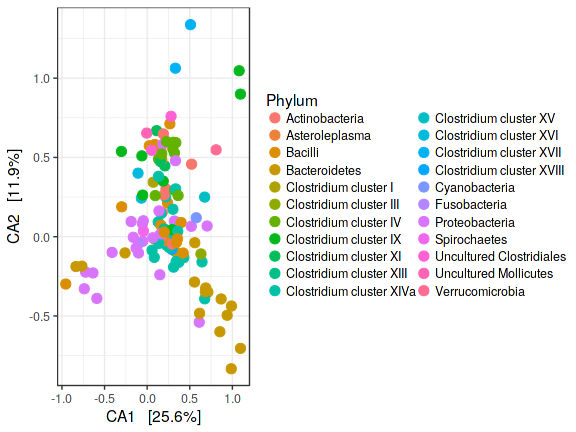 Phylum
Actinobacteria
Asteroleplasma
Bacilli
Bacteroidetes
Clostridium cluster I
Clostridium cluster III
Clostridium cluster IV
Clostridium cluster IX
Clostridium cluster XI
Clostridium cluster XIII
Clostridium cluster XIVa
Clostridium cluster XV
Clostridium cluster XVI
Clostridium cluster XVII
Clostridium cluster XVIII
Cyanobacteria
Fusobacteria
Proteobacteria
Spirochaetes
Uncultured Clostridiales
Uncultured Mollicutes
Verrucomicrobia
CA2 [11.9%]
1.0
0.5
0.0
-0.5
-1.0 -0.5 0.0 0.5 1.0
CA1 [25.6%]